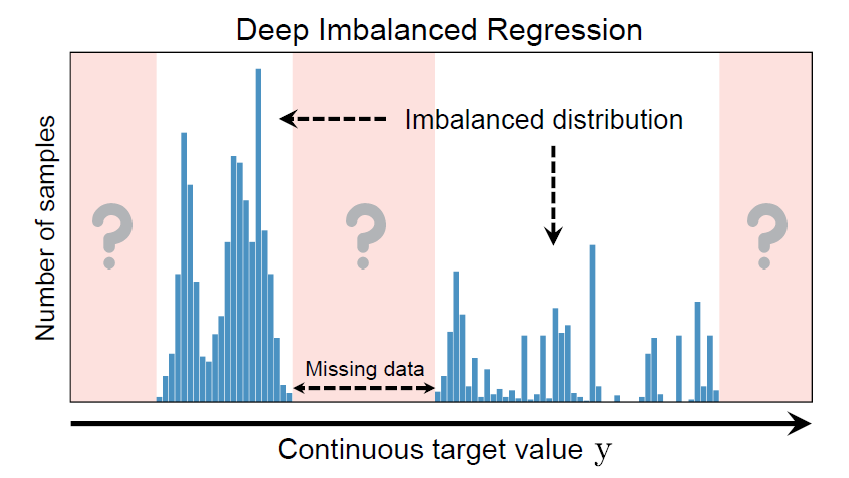 Deep Imbalanced Regression
Number of samples
Imbalanced distribution
?
?
?
Missing data
Continuous target value y